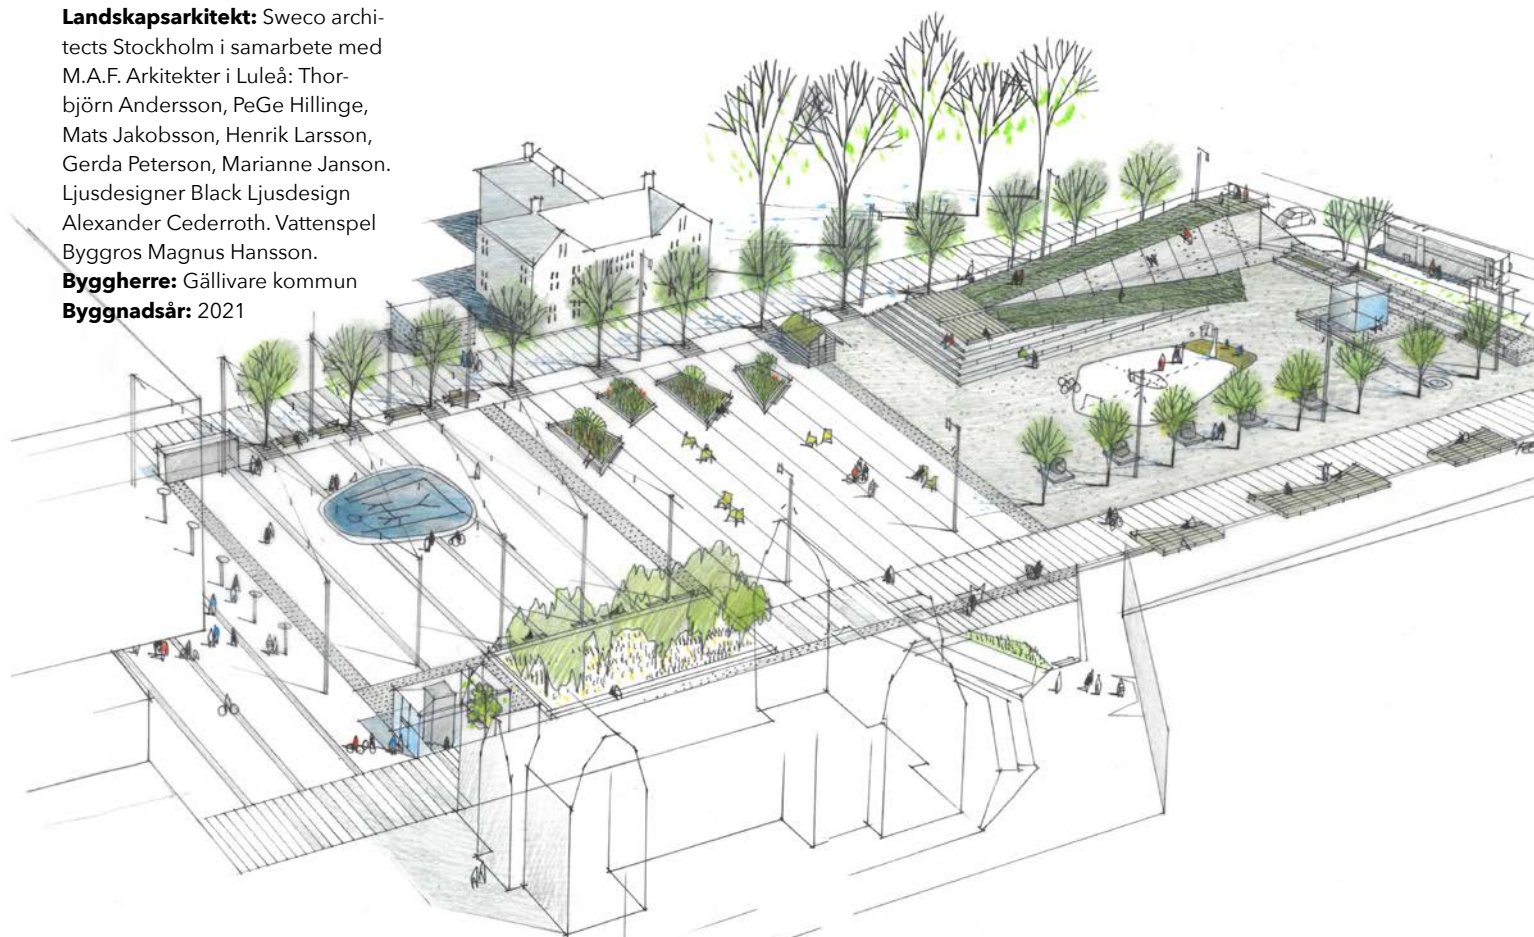 Landskapsarkitekt: Sweco archi-
tects Stockholm i samarbete med
M.A.F. Arkitekter i Luleå: Thor-
björn Andersson, PeGe Hillinge,
Mats Jakobsson, Henrik Larsson,
Gerda Peterson, Marianne Janson.
Ljusdesigner Black Ljusdesign
Alexander Cederroth. Vattenspel
Byggros Magnus Hansson.
Byggherre: Gällivare kommun
Byggnadsår: 2021